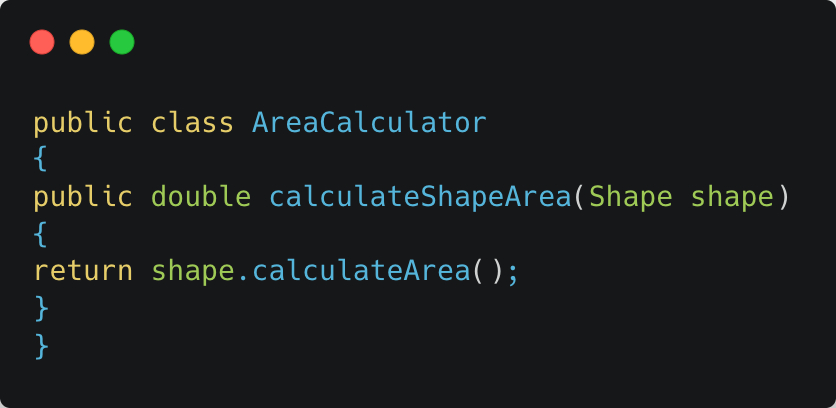 public class AreaCalculator
{
public double calculateShapeArea(Shape shape)
{
return shape.calculateArea();
}
}